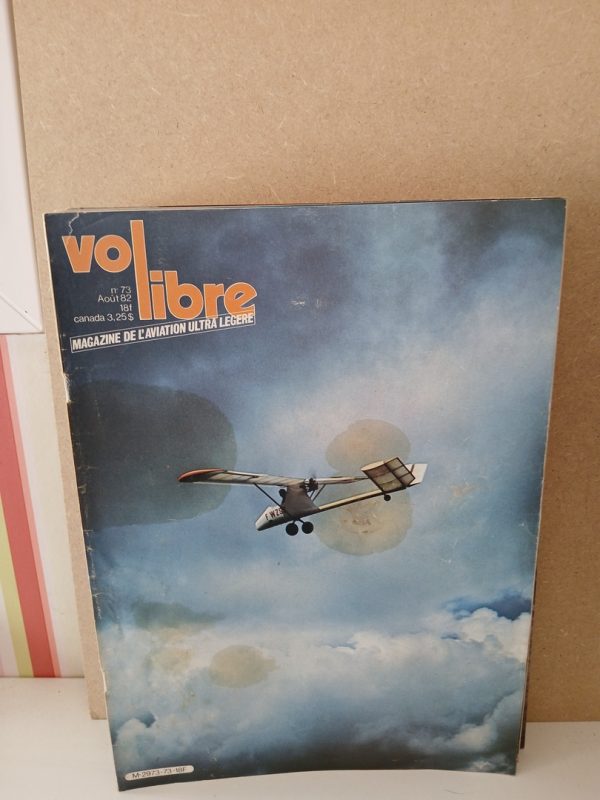 vol
libre
n° 73
Août 82
18f
canada 3,25$
MAGAZINE DE L'AVIATION ULTRA LEGERE
M-2973-73-18F